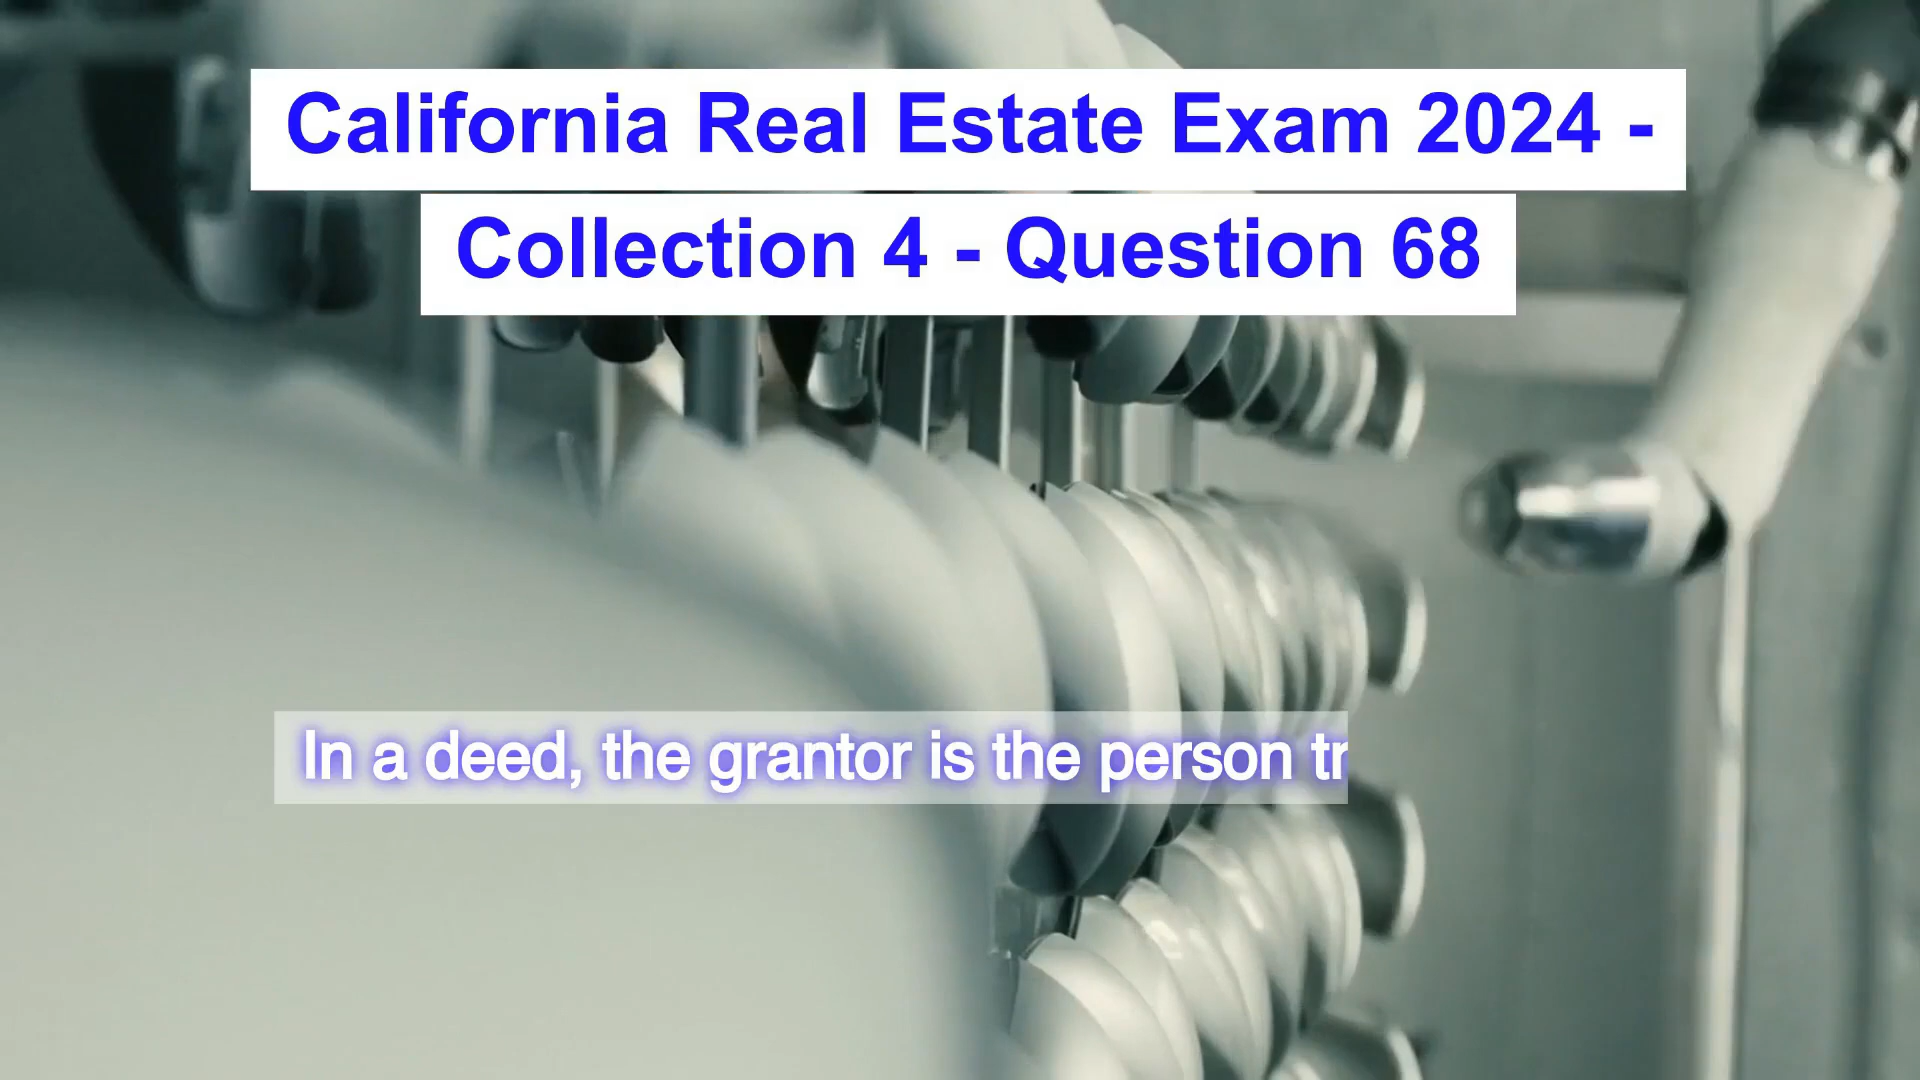 California Real Estate Exam 2024 -
Collection 4 - Question 68
In a deed, the grantor is the person